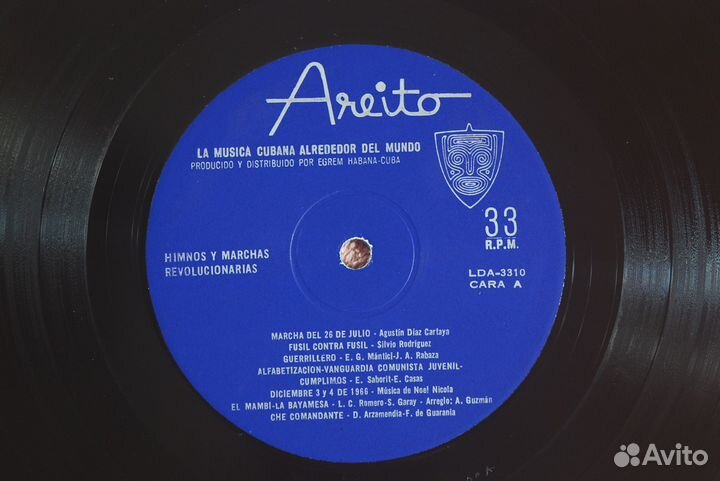 Areito
LA MUSICA CUBANA ALREDEDOR DEL MUNDO
PRODUCIDO Y DISTRIBUIDO POR EGREM HABANA-CUBA
33
R.P.M.
HIMNOS Y MARCHAS
REVOLUCIONARIAS
LDA-3310
CARA A
MARCHA DEL 26 DE JULIO - Agustín Díaz Cartaya
FUSIL CONTRA FUSIL - Silvio Rodríguez
GUERRILLERO - E. G. Mántici-J. A. Rabaza
ALFABETIZACION-VANGUARDIA COMUNISTA JUVENIL-
CUMPLIMOS - E. Saborit-E. Casas
DICIEMBRE 3 y 4 DE 1966 - Música de Noel Nicola
EL MAMBI-LA BAYAMESA - L. C. Romero-S. Garay - Arreglo: A. Guzmán
CHE COMANDANTE - D. Arzamendia-F. de Guarania
Avito